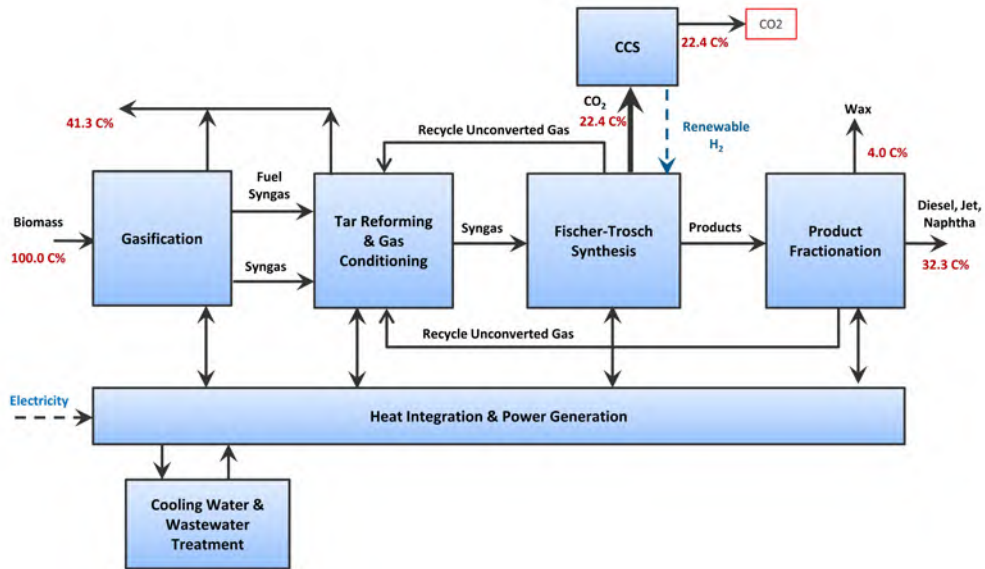 CCS
22.4 C%
CO2
CO₂
22.4 C%
Renewable
H₂
41.3 C%
Recycle Unconverted Gas
Wax
4.0 C%
Biomass
100.0 C%
Gasification
Fuel
Syngas
Syngas
Tar Reforming
& Gas
Conditioning
Syngas
Fischer-Trosch
Synthesis
Products
Product
Fractionation
Diesel, Jet,
Naphtha
32.3 C%
Recycle Unconverted Gas
Electricity
Heat Integration & Power Generation
Cooling Water &
Wastewater
Treatment